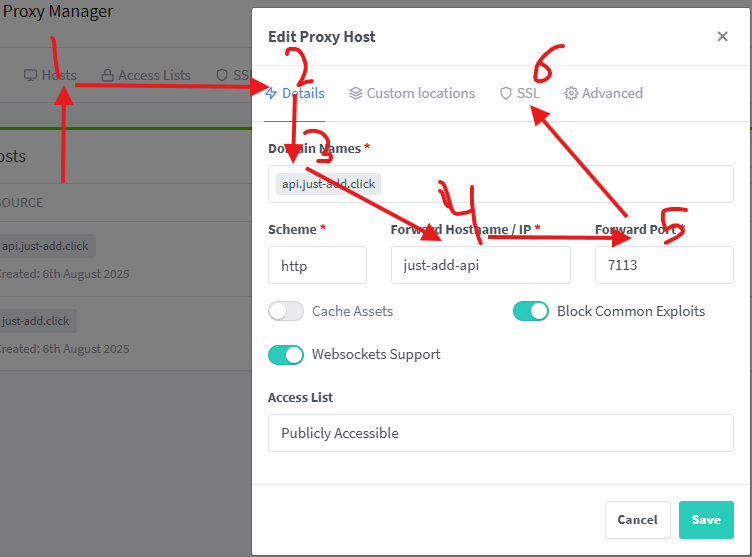 Proxy Manager
Hosts Access Lists SS
osts
SOURCE
api.just-add.click
Created: 6th August 2025
just-add.click
Created: 6th August 2025
Edit Proxy Host
Details Custom locations SSL Advanced
Domain Names *
api.just-add.click
Scheme * Forward Hostname / IP * Forward Port *
http just-add-api 7113
Cache Assets Block Common Exploits
Websockets Support
Access List
Publicly Accessible
Cancel Save
1
2
3
4
5
6